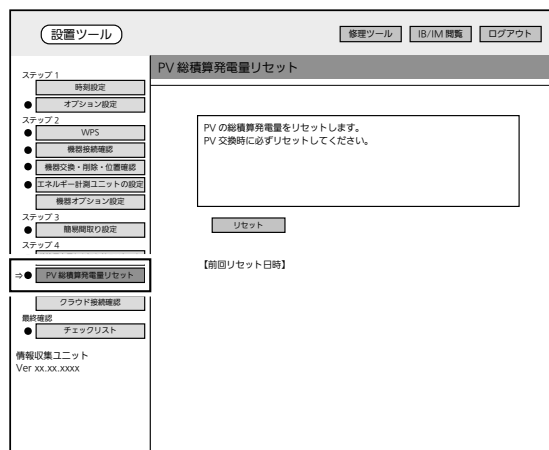 設置ツール
修理ツール
IB/IM 閲覧
ログアウト
PV 総積算発電量リセット
ステップ 1
時刻設定
● オプション設定
ステップ 2
● WPS
● 機器接続確認
● 機器交換・削除・位置確認
● エネルギー計測ユニットの設定
機器オプション設定
ステップ 3
● 簡易間取り設定
ステップ 4
⇒● PV 総積算発電量リセット
クラウド接続確認
最終確認
● チェックリスト
情報収集ユニット
Ver xx.xx.xxxx
PV の総積算発電量をリセットします。
PV 交換時に必ずリセットしてください。
リセット
【前回リセット日時】